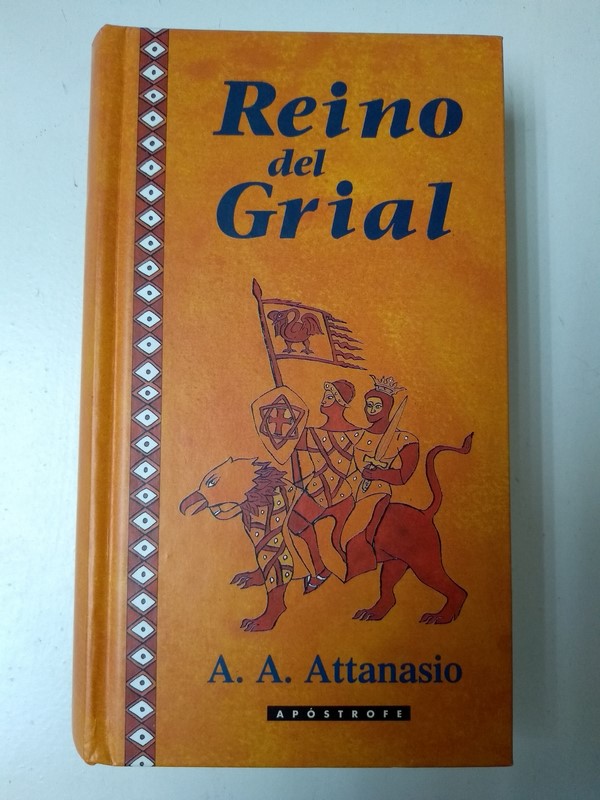 Reino
del
Grial
A. A. Attanasio
APÓSTROFE